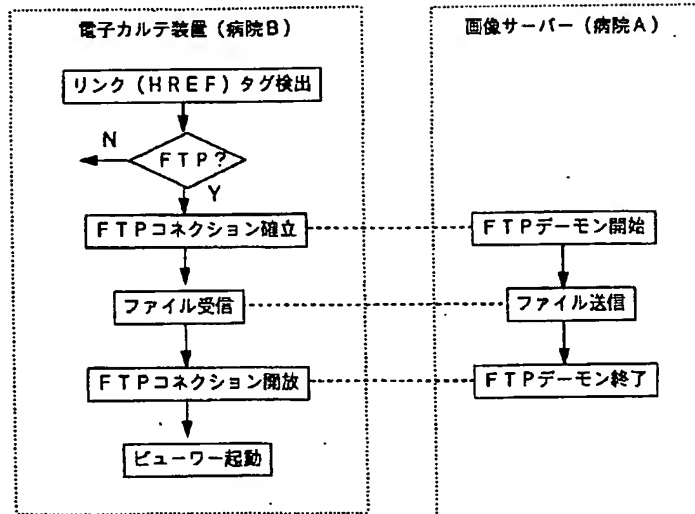 電子カルテ装置（病院B）
リンク（HREF）タグ検出
FTP？
N
Y
FTPコネクション確立
ファイル受信
FTPコネクション開放
ビューワー起動
画像サーバー（病院A）
FTPデーモン開始
ファイル送信
FTPデーモン終了